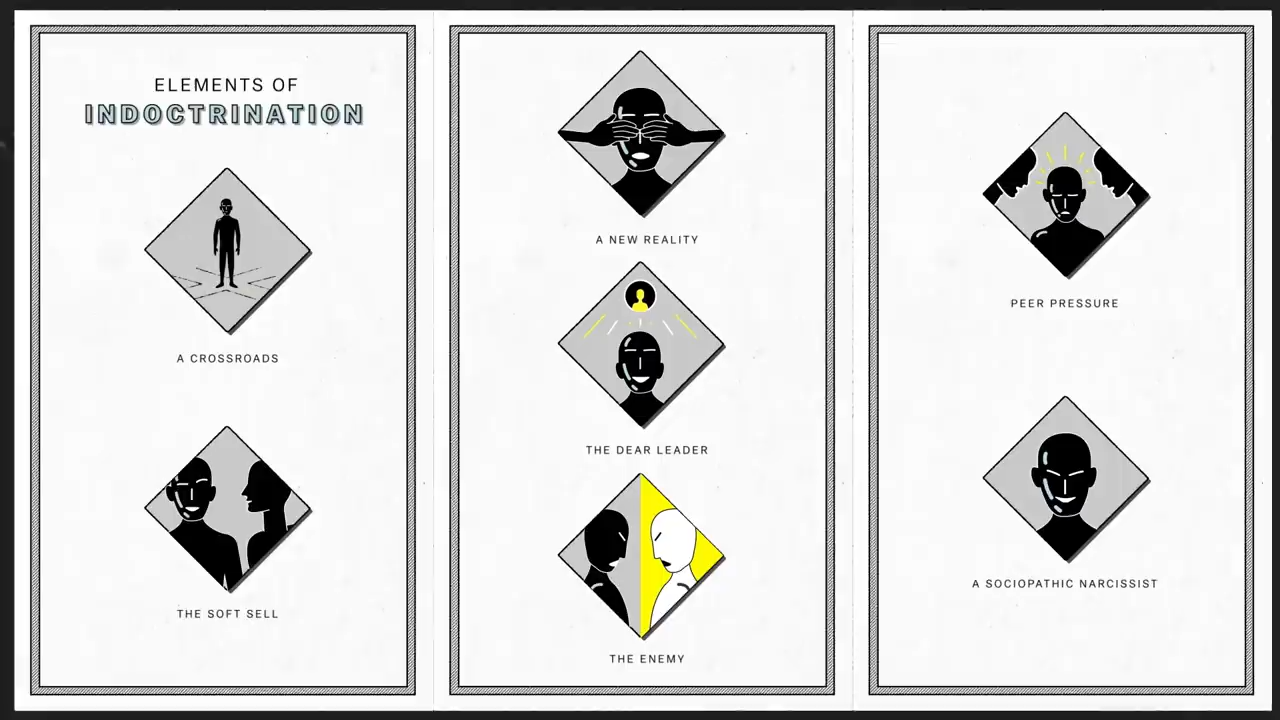 ELEMENTS OF
INDOCTRINATION
A CROSSROADS
THE SOFT SELL
A NEW REALITY
THE DEAR LEADER
THE ENEMY
PEER PRESSURE
A SOCIOPATHIC NARCISSIST